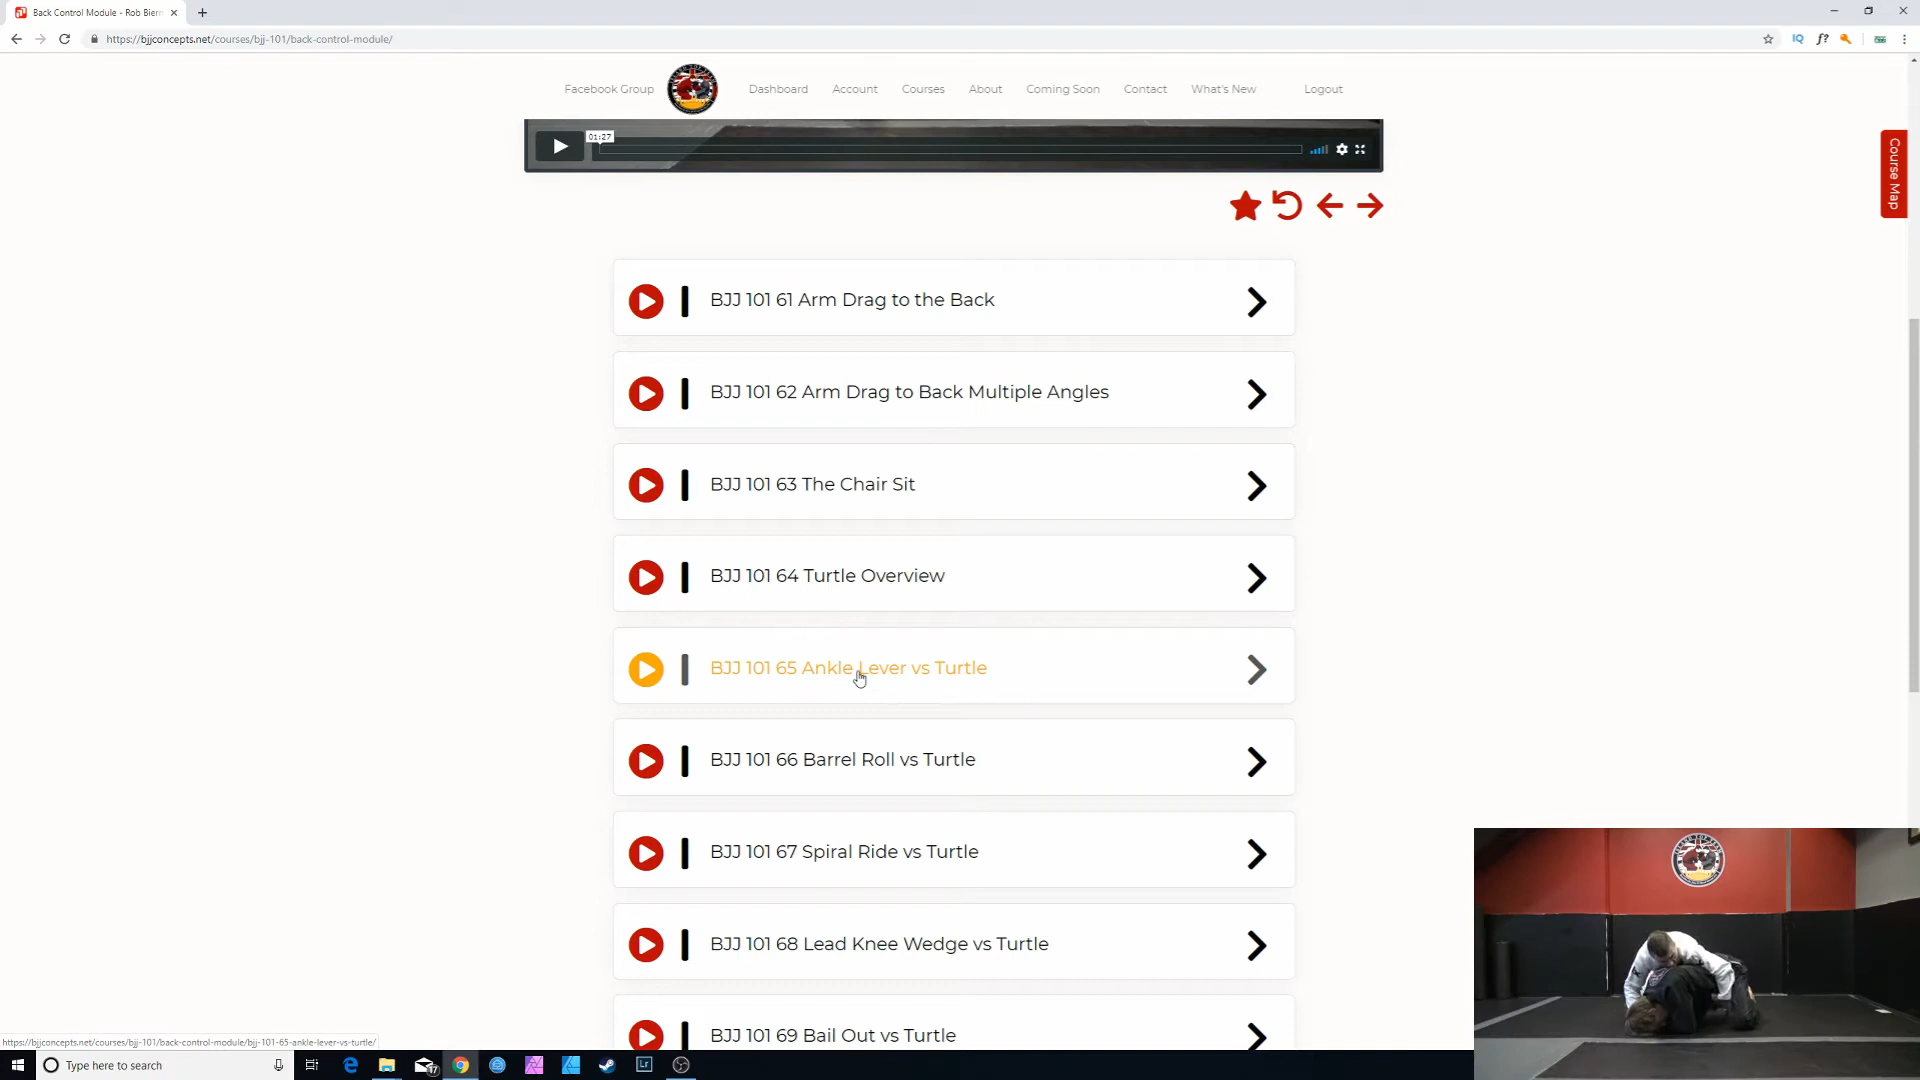 Back Control Module - Rob Bier
https://bjjconcepts.net/courses/bjj-101/back-control-module/
IQ
f?
Facebook Group
Dashboard
Account
Courses
About
Coming Soon
Contact
What's New
Logout
01:27
Course Map
BJJ 101 61 Arm Drag to the Back
BJJ 101 62 Arm Drag to Back Multiple Angles
BJJ 101 63 The Chair Sit
BJJ 101 64 Turtle Overview
BJJ 101 65 Ankle Lever vs Turtle
BJJ 101 66 Barrel Roll vs Turtle
BJJ 101 67 Spiral Ride vs Turtle
BJJ 101 68 Lead Knee Wedge vs Turtle
BJJ 101 69 Bail Out vs Turtle
https://bjjconcepts.net/courses/bjj-101/back-control-module/bjj-101-65-ankle-lever-vs-turtle/
Type here to search
17
Lr